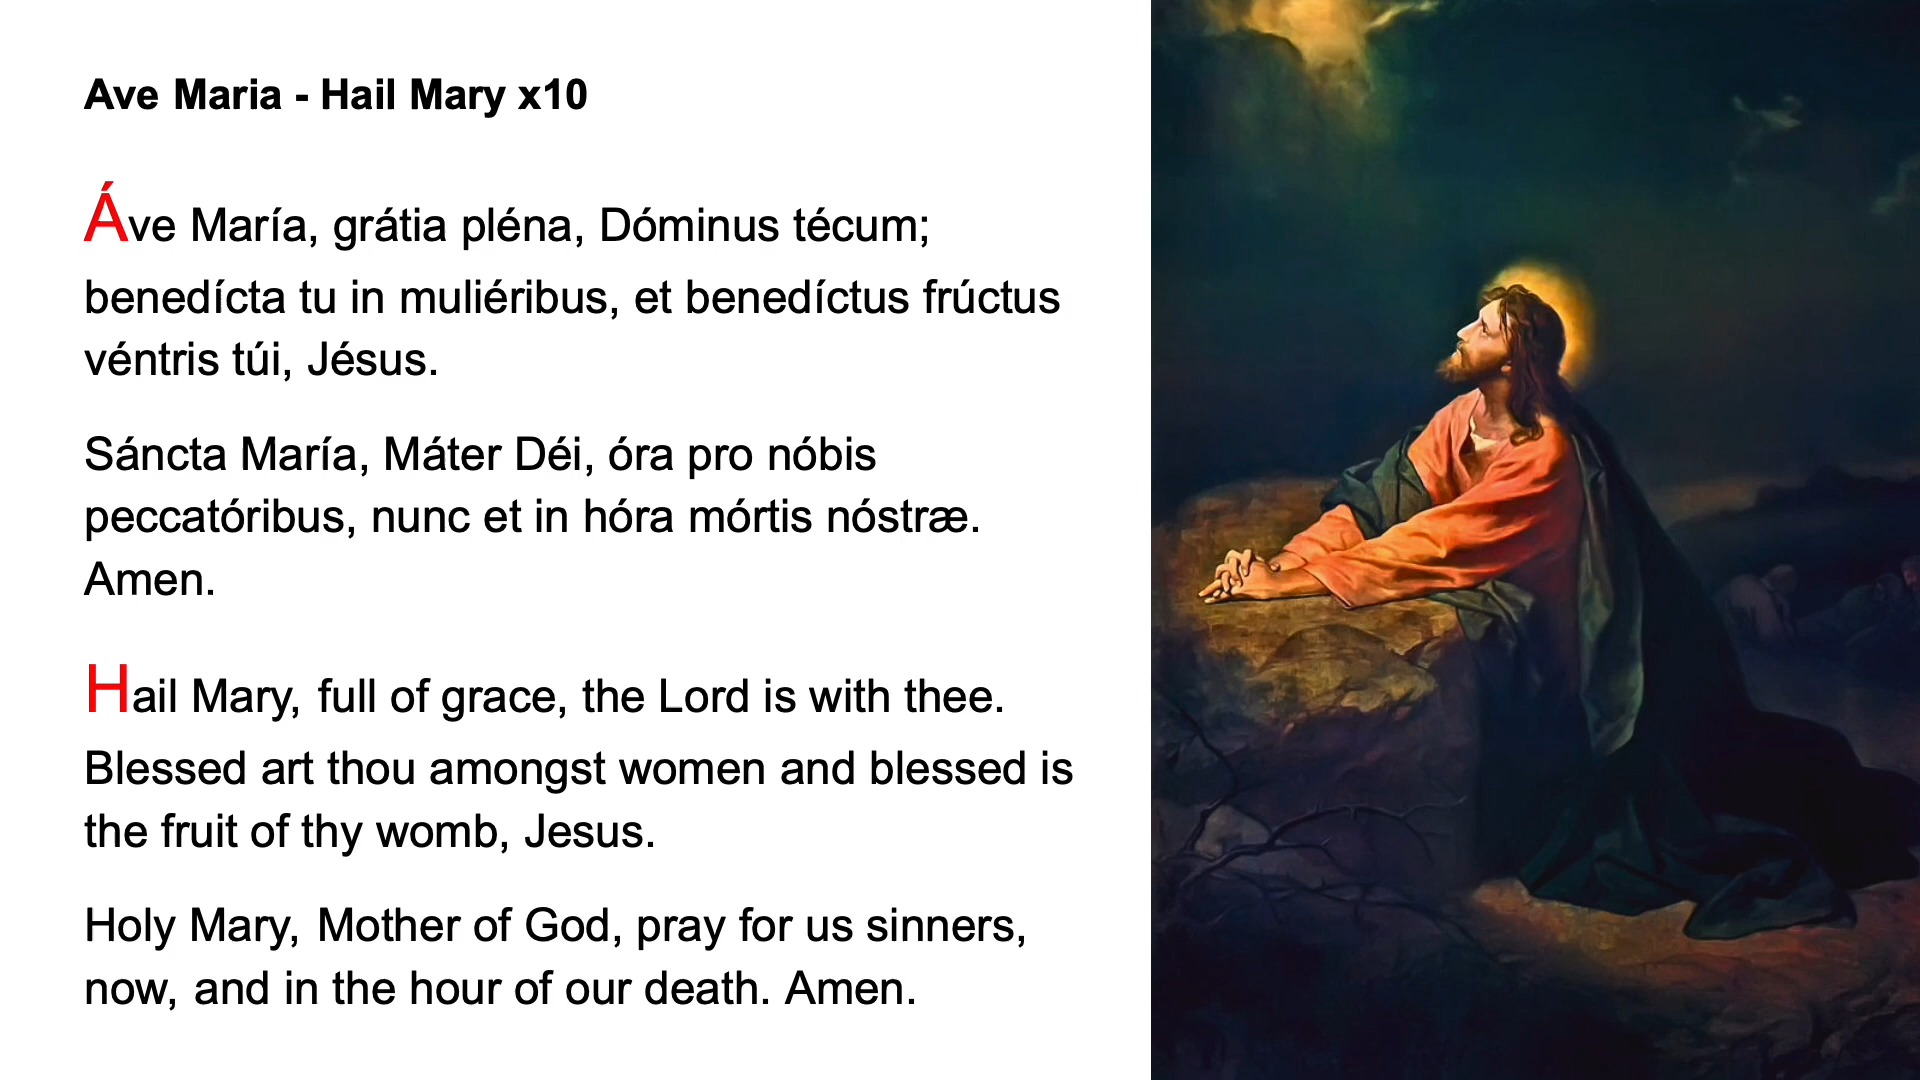 Ave Maria - Hail Mary x10
Áve María, grátia pléna, Dóminus técum;
benedícta tu in muliéribus, et benedíctus frúctus
véntris túi, Jésus.
Sáncta María, Máter Déi, óra pro nóbis
peccatóribus, nunc et in hóra mórtis nóstræ.
Amen.
Hail Mary, full of grace, the Lord is with thee.
Blessed art thou amongst women and blessed is
the fruit of thy womb, Jesus.
Holy Mary, Mother of God, pray for us sinners,
now, and in the hour of our death. Amen.